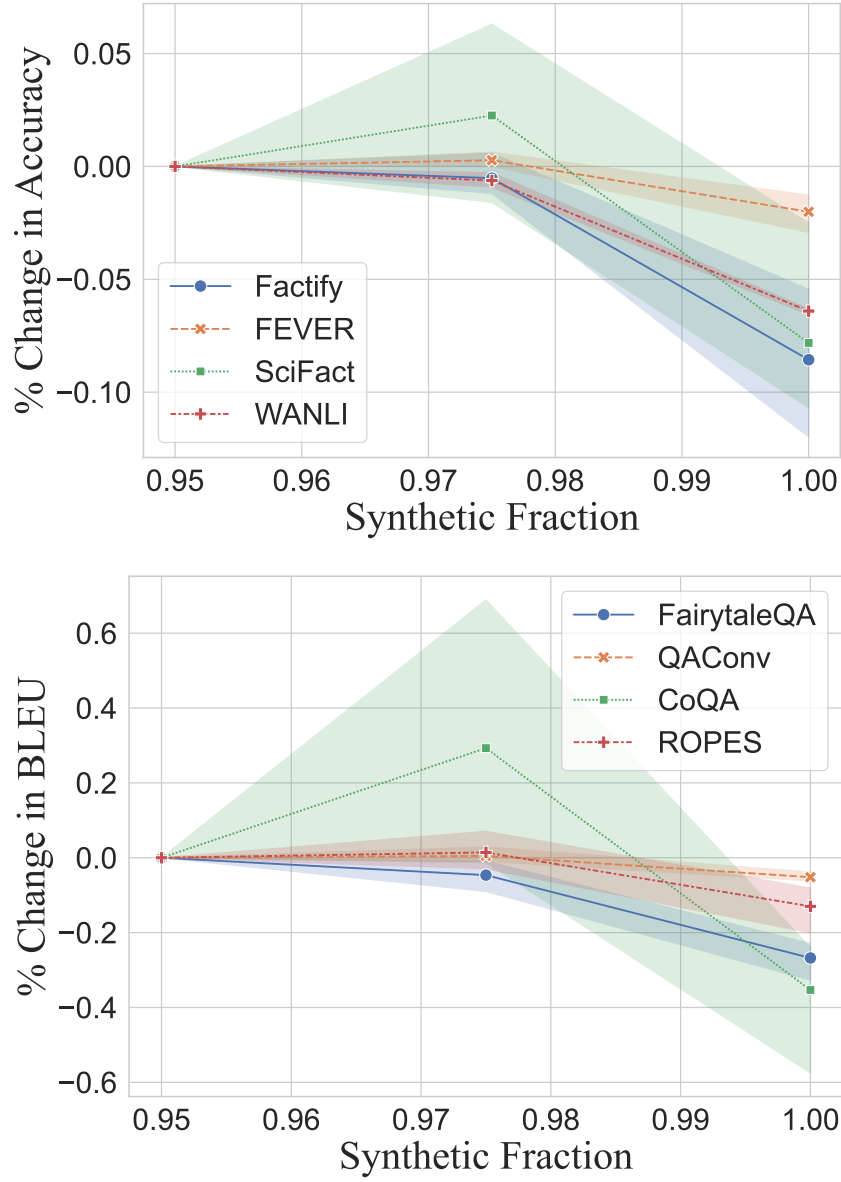 % Change in Accuracy
0.05
0.00
−0.05
−0.10
Factify
FEVER
SciFact
WANLI
0.95 0.96 0.97 0.98 0.99 1.00
Synthetic Fraction
% Change in BLEU
0.6
0.4
0.2
0.0
−0.2
−0.4
−0.6
FairytaleQA
QAConv
CoQA
ROPES
0.95 0.96 0.97 0.98 0.99 1.00
Synthetic Fraction